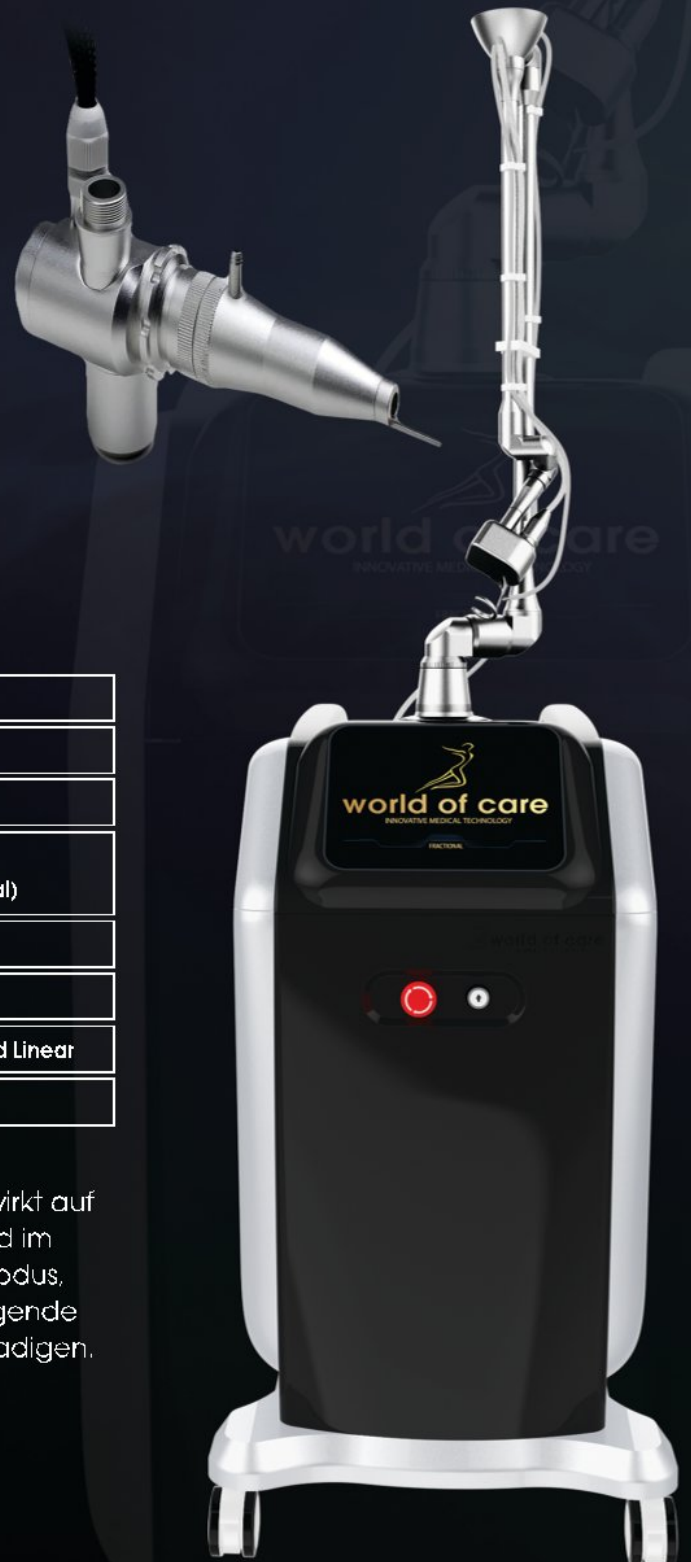 world of care
INNOVATIVE MEDICAL TECHNOLOGY
al)
d Linear
world of care
INNOVATIVE MEDICAL TECHNOLOGY
FRACTIONAL
world of care
wirkt auf
d im
odus,
gende
adigen.